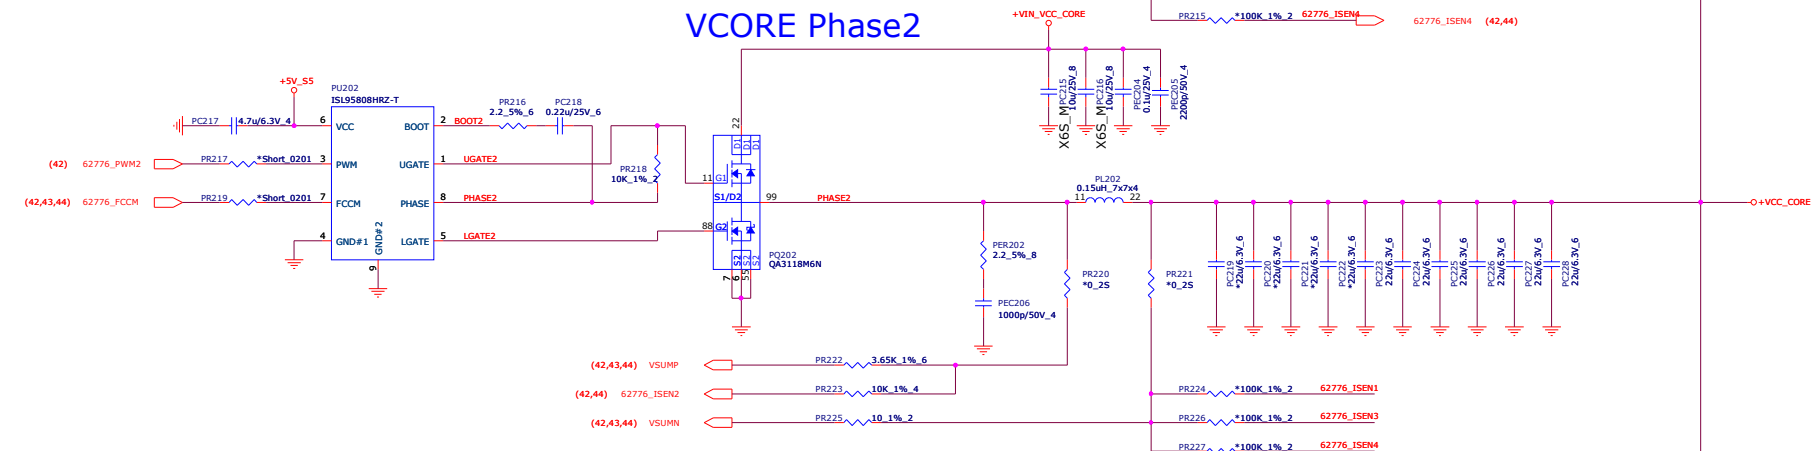 VCORE Phase2
+VIN_VCC_CORE
PR215 *100K_1%_2 62776_ISEN4 62776_ISEN4 (42,44)
+5V_S5
PU202
ISL95808HRZ-T
PC217 4.7u/6.3V_4
6 VCC
BOOT 2 BOOT2
PR216
2.2_5%_6
PC218
0.22u/25V_6
(42) 62776_PWM2 PR217 *Short_0201 3 PWM
UGATE 1 UGATE2
PR218
10K_1%_2
(42,43,44) 62776_FCCM PR219 *Short_0201 7 FCCM
PHASE 8 PHASE2
4 GND#1
GND#2
9
LGATE 5 LGATE2
22
D1
D1
D1
11 G1
S1/D2
99 PHASE2
88 G2
S2
S2
S2
7
6
55
PQ202
QA3118M6N
PC215
10u/25V_8
X6S_M
PC216
10u/25V_8
X6S_M
PEC204
0.1u/25V_4
PEC205
2200p/50V_4
PL202
0.15uH_7x7x4
11 22
+VCC_CORE
PER202
2.2_5%_8
PEC206
1000p/50V_4
PR220
*0_2S
PR221
*0_2S
PC219
*22u/6.3V_6
PC220
*22u/6.3V_6
PC221
*22u/6.3V_6
PC222
*22u/6.3V_6
PC223
22u/6.3V_6
PC224
22u/6.3V_6
PC225
22u/6.3V_6
PC226
22u/6.3V_6
PC227
22u/6.3V_6
PC228
22u/6.3V_6
(42,43,44) VSUMP PR222 3.65K_1%_6
(42,44) 62776_ISEN2 PR223 10K_1%_4
(42,43,44) VSUMN PR225 10_1%_2
PR224 *100K_1%_2 62776_ISEN1
PR226 *100K_1%_2 62776_ISEN3
PR227 *100K_1%_2 62776_ISEN4